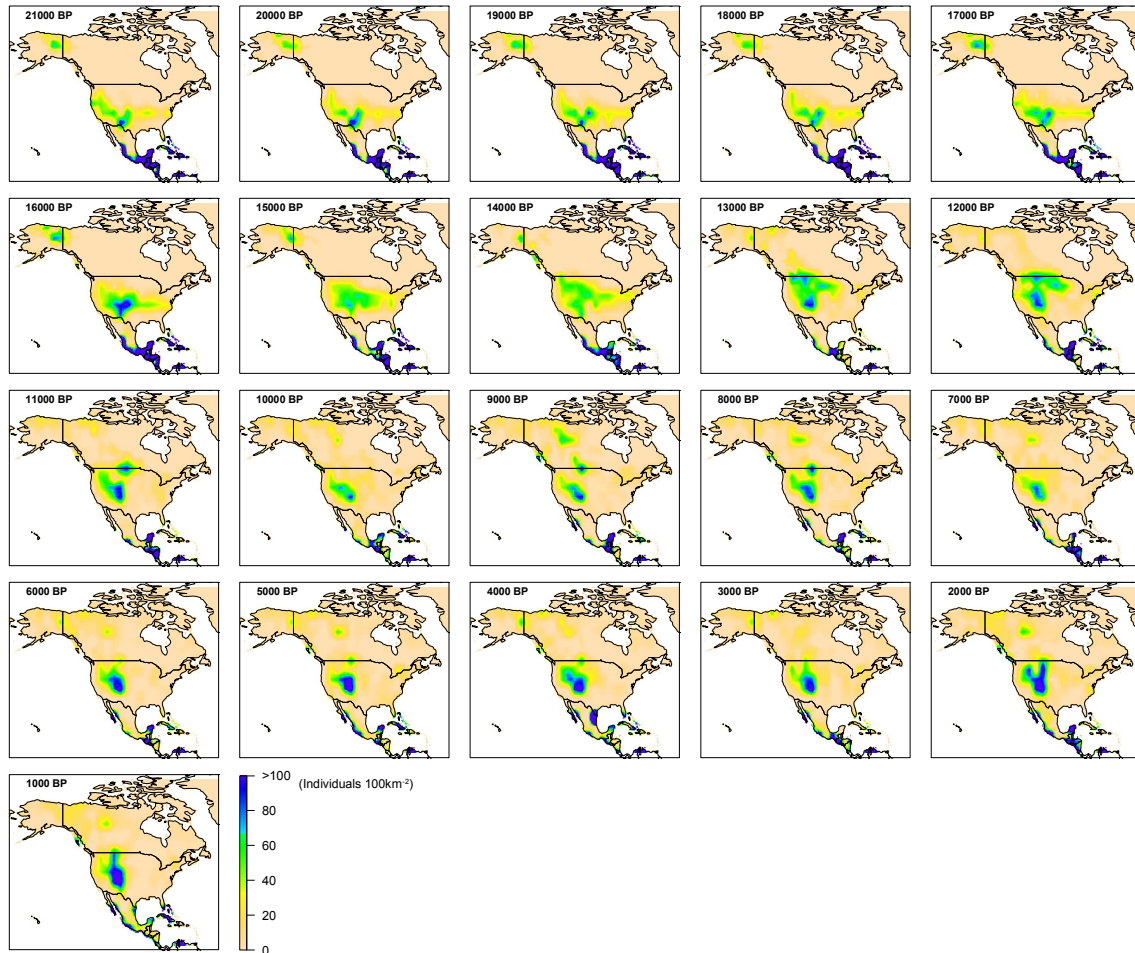 21000 BP
20000 BP
19000 BP
18000 BP
17000 BP
16000 BP
15000 BP
14000 BP
13000 BP
12000 BP
11000 BP
10000 BP
9000 BP
8000 BP
7000 BP
6000 BP
5000 BP
4000 BP
3000 BP
2000 BP
1000 BP
>100 (Individuals 100km⁻²)
80
60
40
20
0